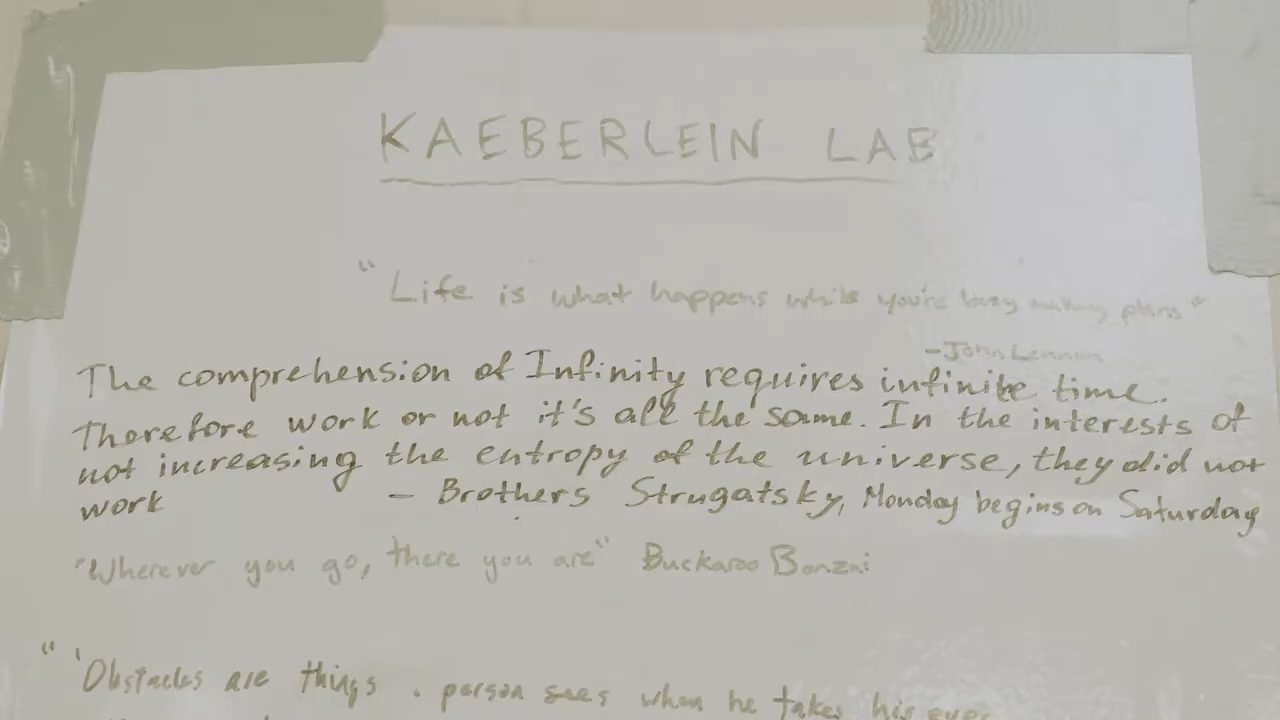 KAEBERLEIN LAB
"Life is what happens while you're busy making plans"
-John Lennon
The comprehension of Infinity requires infinite time.
Therefore work or not it's all the same. In the interests of
not increasing the entropy of the universe, they did not
work - Brothers Strugatsky, Monday begins on Saturday
"Wherever you go, there you are" Buckaroo Bonzai
" 'Obstacles are things person sees when he takes his eyes